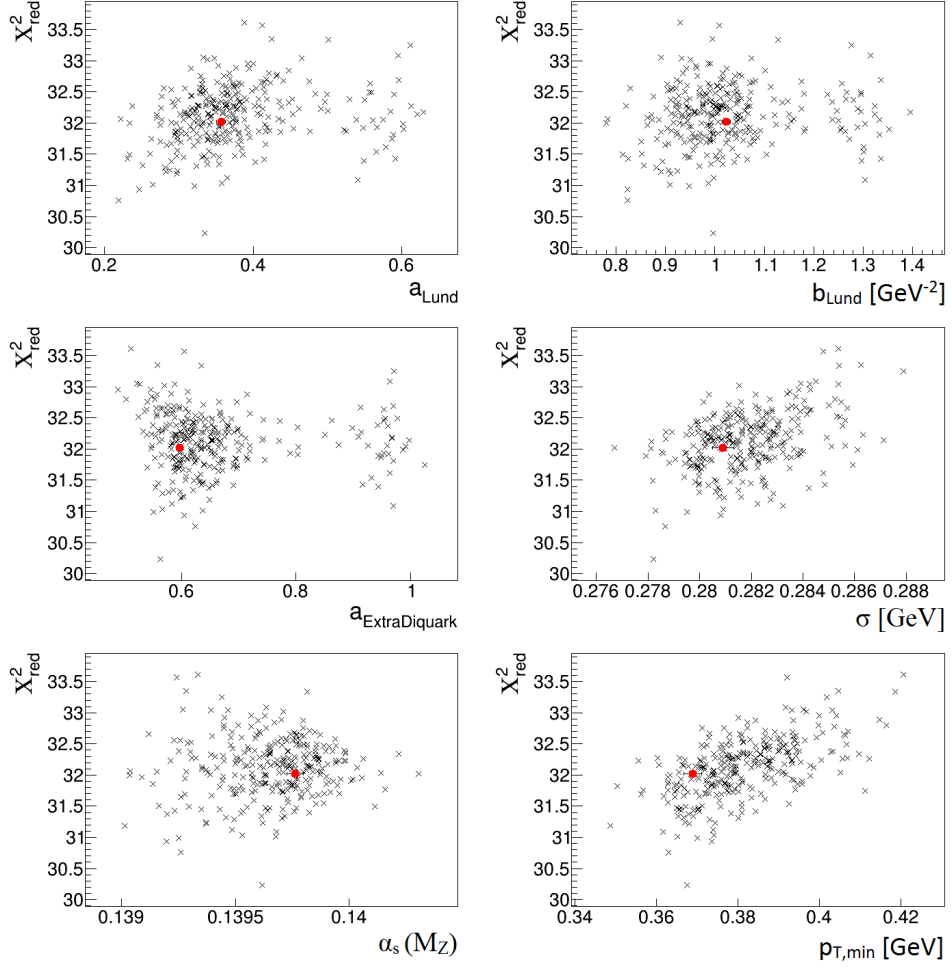 X²red X²red
33.5 33.5
33 33
32.5 32.5
32 32
31.5 31.5
31 31
30.5 30.5
30 30
0.2 0.4 0.6 0.8 0.9 1 1.1 1.2 1.3 1.4
aLund bLund [GeV-2]
X²red X²red
33.5 33.5
33 33
32.5 32.5
32 32
31.5 31.5
31 31
30.5 30.5
30 30
0.6 0.8 1 0.276 0.278 0.28 0.282 0.284 0.286 0.288
aExtraDiquark σ [GeV]
X²red X²red
33.5 33.5
33 33
32.5 32.5
32 32
31.5 31.5
31 31
30.5 30.5
30 30
0.139 0.1395 0.14 0.34 0.36 0.38 0.4 0.42
αs (MZ) pT,min [GeV]